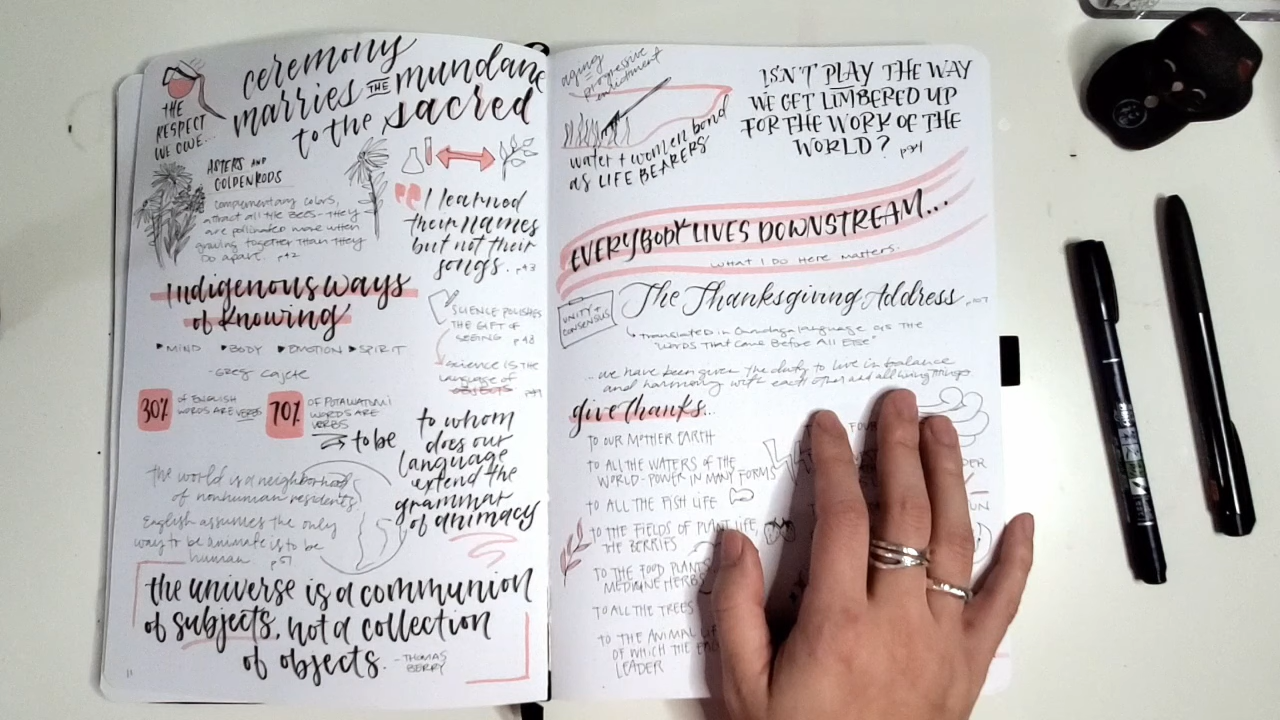 ceremony
marries THE mundane
to the sacred
THE
RESPECT
WE OWE...
ASTERS AND
GOLDENRODS
complementary colors,
attract all the bees - they
are pollinated more when
growing together than they
do apart. p42
"I learned
their names
but not their
songs. p43
Indigenous ways
of Knowing
MIND BODY EMOTION SPIRIT
- GREG CAJETE
SCIENCE POLISHES
THE GIFT OF
SEEING p48
science is the
language of
OBJECTS p49
30% OF ENGLISH
WORDS ARE VERBS
70% OF POTAWATOMI
WORDS ARE
VERBS
to be
to whom
does our
language
extend the
grammar
of animacy
the world is a neighborhood
of nonhuman residents
English assumes the only
way to be animate is to be
human p57
the universe is a communion
of subjects, not a collection
of objects.
- THOMAS
BERRY
aging
=
progressive
enrichment
water + women bond
as LIFE BEARERS
ISN'T PLAY THE WAY
WE GET LIMBERED UP
FOR THE WORK OF THE
WORLD?
EVERYBODY LIVES DOWNSTREAM...
WHAT I DO HERE MATTERS.
UNITY +
CONSENSUS
The Thanksgiving Address p107
translated in Onondaga language as THE
"WORDS THAT CAME BEFORE ALL ELSE"
...we have been given the duty to live in balance
and harmony with each other and all living things
give thanks...
TO OUR MOTHER EARTH
TO ALL THE WATERS OF THE
WORLD - POWER IN MANY FORMS
TO ALL THE FISH LIFE
TO THE FIELDS OF PLANT LIFE,
THE BERRIES
TO THE FOOD PLANTS
MEDICINE HERBS
TO ALL THE TREES
TO THE ANIMAL
OF WHICH THE
LEADER
FOUR